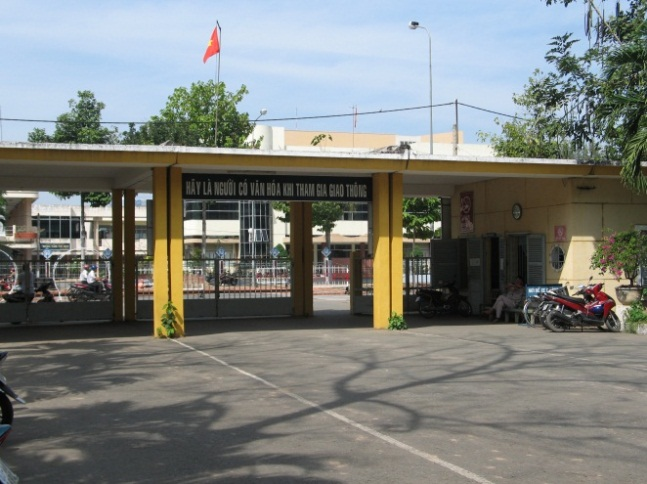 HÃY LÀ NGƯỜI CÓ VĂN HÓA KHI THAM GIA GIAO THÔNG